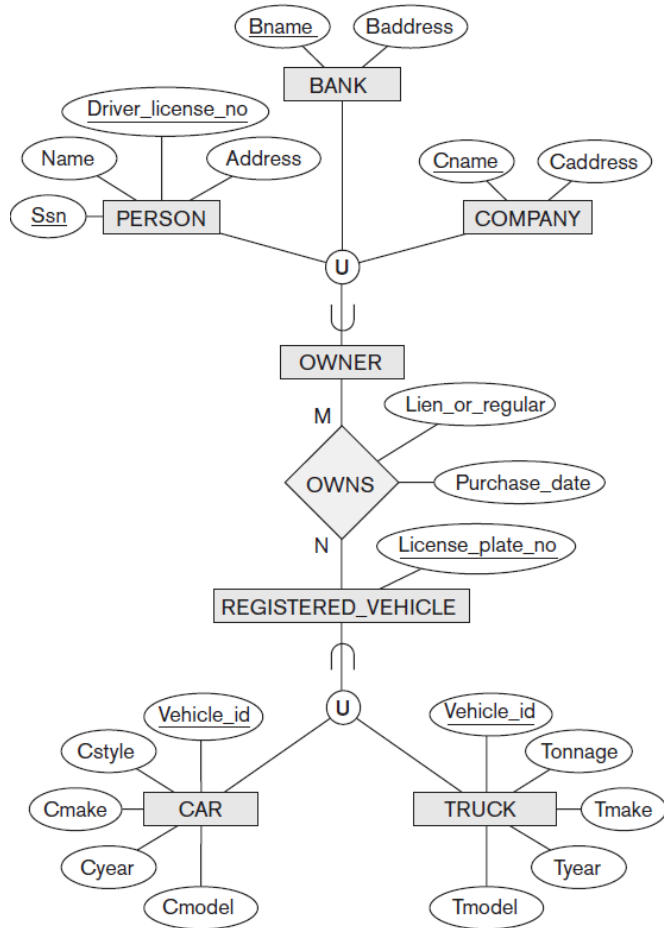 Bname
Baddress
BANK
Driver_license_no
Name
Address
Cname
Caddress
Ssn
PERSON
COMPANY
U
OWNER
M
Lien_or_regular
OWNS
Purchase_date
N
License_plate_no
REGISTERED_VEHICLE
U
Vehicle_id
Vehicle_id
Cstyle
Tonnage
Cmake
CAR
TRUCK
Tmake
Cyear
Tyear
Cmodel
Tmodel